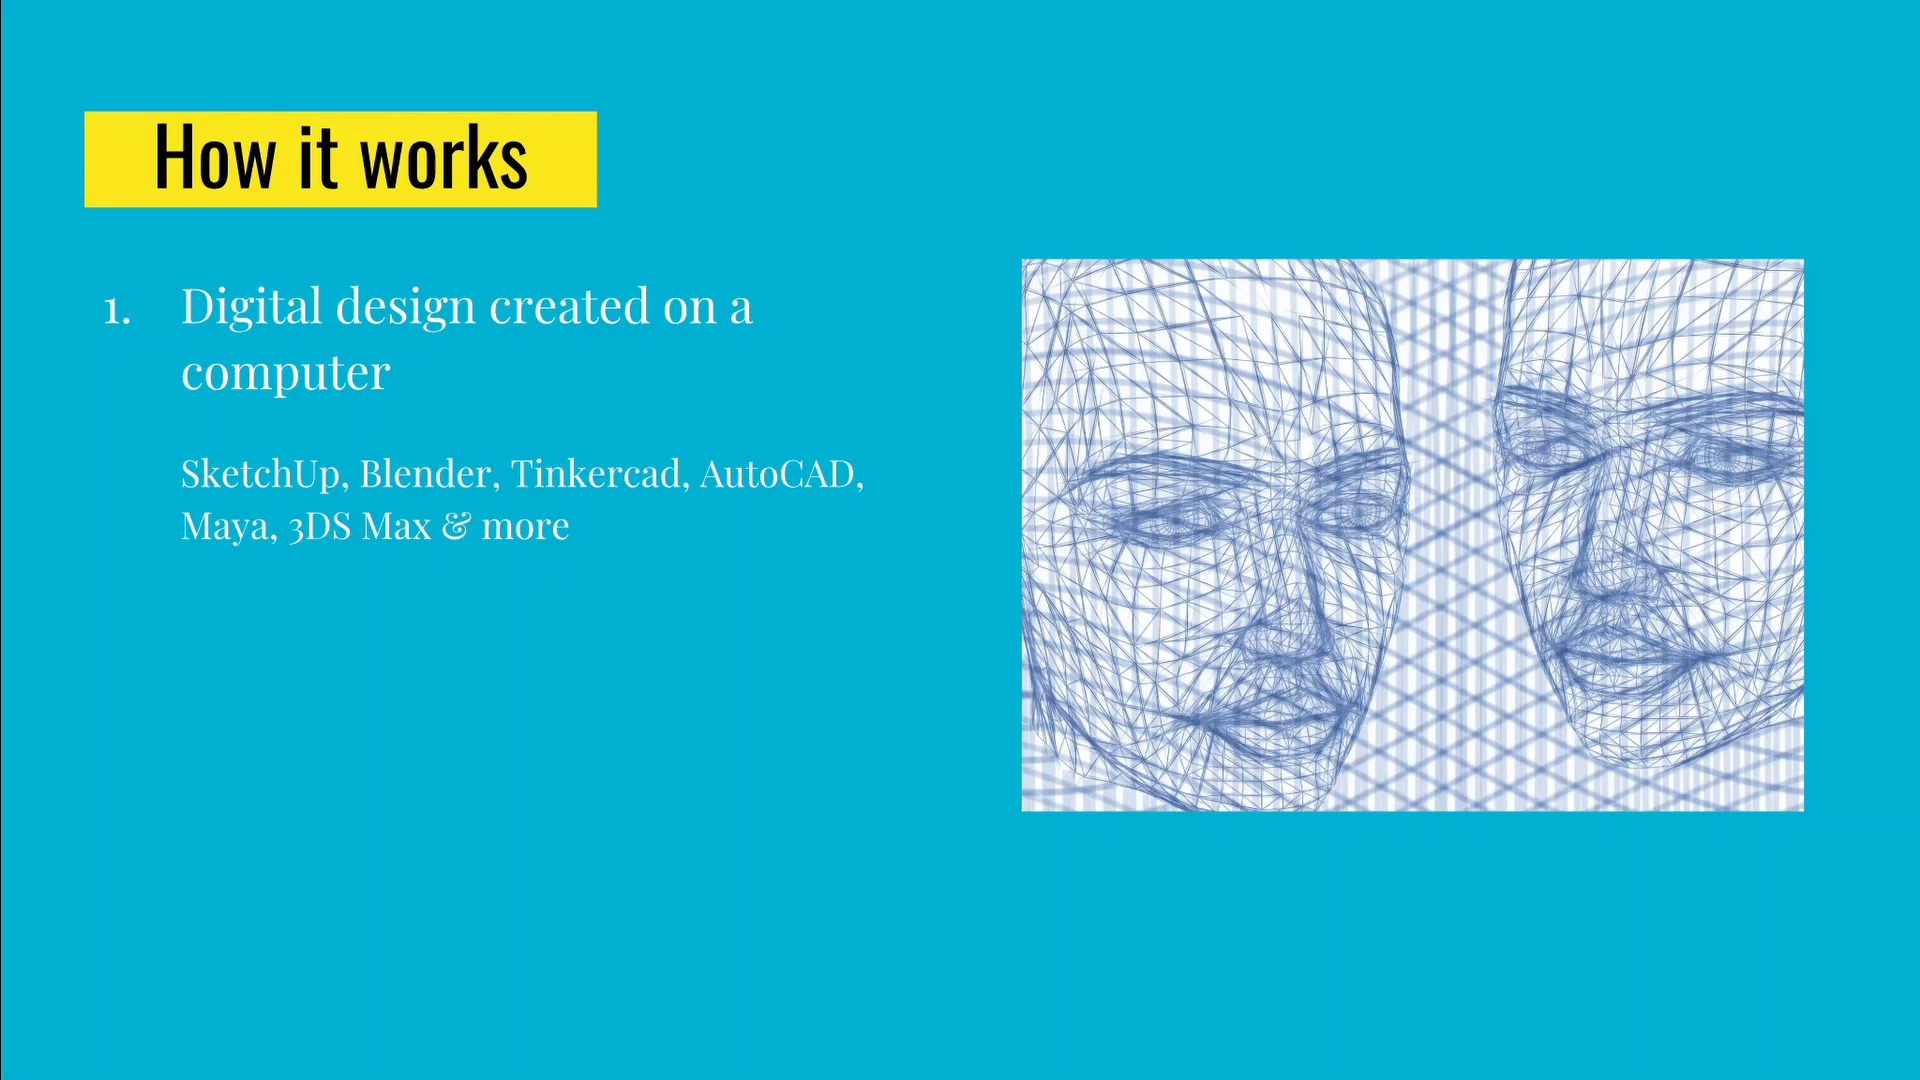 How it works
1. Digital design created on a
computer
SketchUp, Blender, Tinkercad, AutoCAD,
Maya, 3DS Max & more